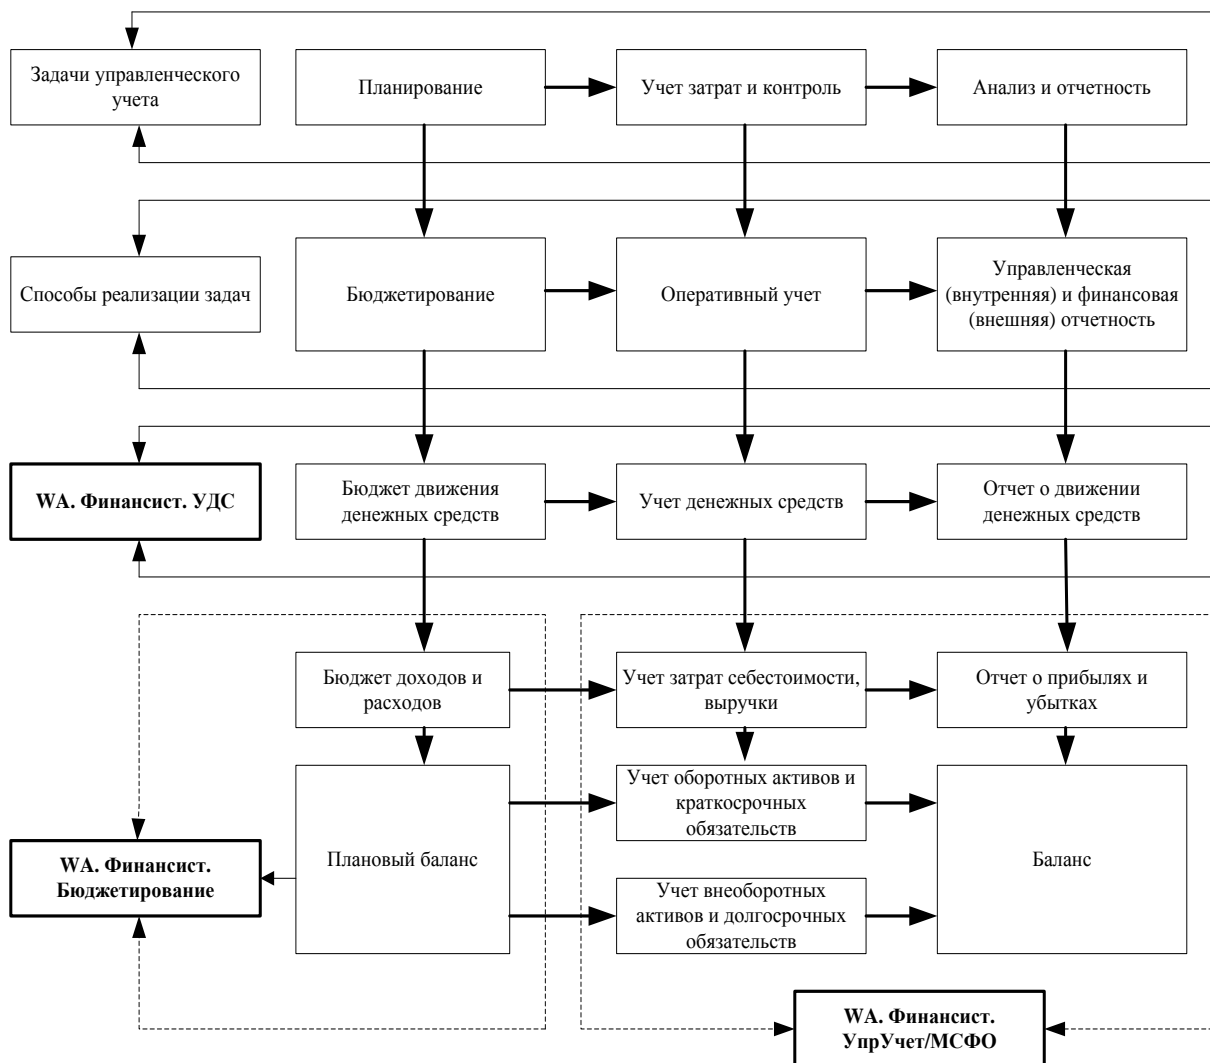 Задачи управленческого
учета
Планирование
Учет затрат и контроль
Анализ и отчетность
Способы реализации задач
Бюджетирование
Оперативный учет
Управленческая
(внутренняя) и финансовая
(внешняя) отчетность
WA. Финансист. УДС
Бюджет движения
денежных средств
Учет денежных средств
Отчет о движении
денежных средств
Бюджет доходов и
расходов
Учет затрат себестоимости,
выручки
Отчет о прибылях и
убытках
WA. Финансист.
Бюджетирование
Плановый баланс
Учет оборотных активов и
краткосрочных
обязательств
Учет внеоборотных
активов и долгосрочных
обязательств
Баланс
WA. Финансист.
УпрУчет/МСФО